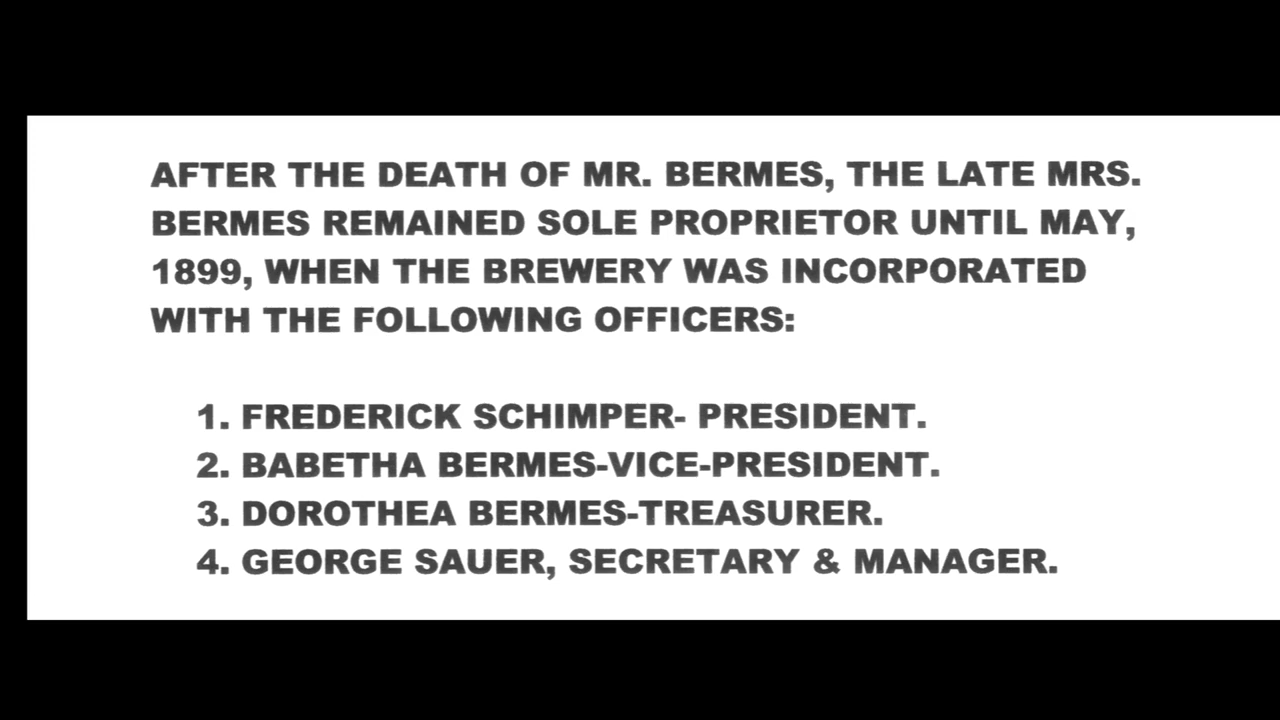 AFTER THE DEATH OF MR. BERMES, THE LATE MRS.
BERMES REMAINED SOLE PROPRIETOR UNTIL MAY,
1899, WHEN THE BREWERY WAS INCORPORATED
WITH THE FOLLOWING OFFICERS:
1. FREDERICK SCHIMPER- PRESIDENT.
2. BABETHA BERMES-VICE-PRESIDENT.
3. DOROTHEA BERMES-TREASURER.
4. GEORGE SAUER, SECRETARY & MANAGER.